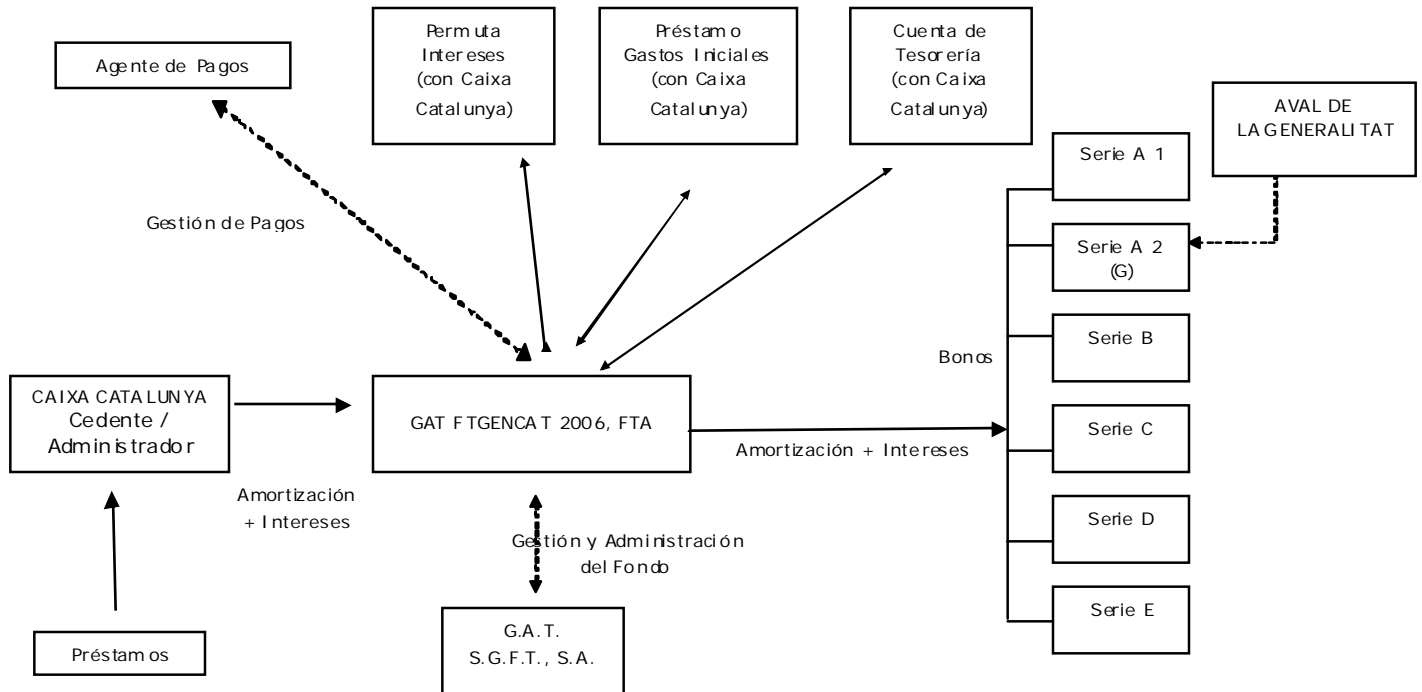 Agente de Pagos
Permuta
Intereses
(con Caixa
Catalunya)
Préstamo
Gastos Iniciales
(con Caixa
Catalunya)
Cuenta de
Tesorería
(con Caixa
Catalunya)
AVAL DE
LA GENERALITAT
Serie A 1
Gestión de Pagos
Serie A 2
(G)
Serie B
Bonos
CAIXA CATALUNYA
Cedente /
Administrador
GAT FTGENCAT 2006, FTA
Serie C
Amortización + Intereses
Amortización
+ Intereses
Serie D
Gestión y Administración
del Fondo
Serie E
Préstamos
G.A.T.
S.G.F.T., S.A.